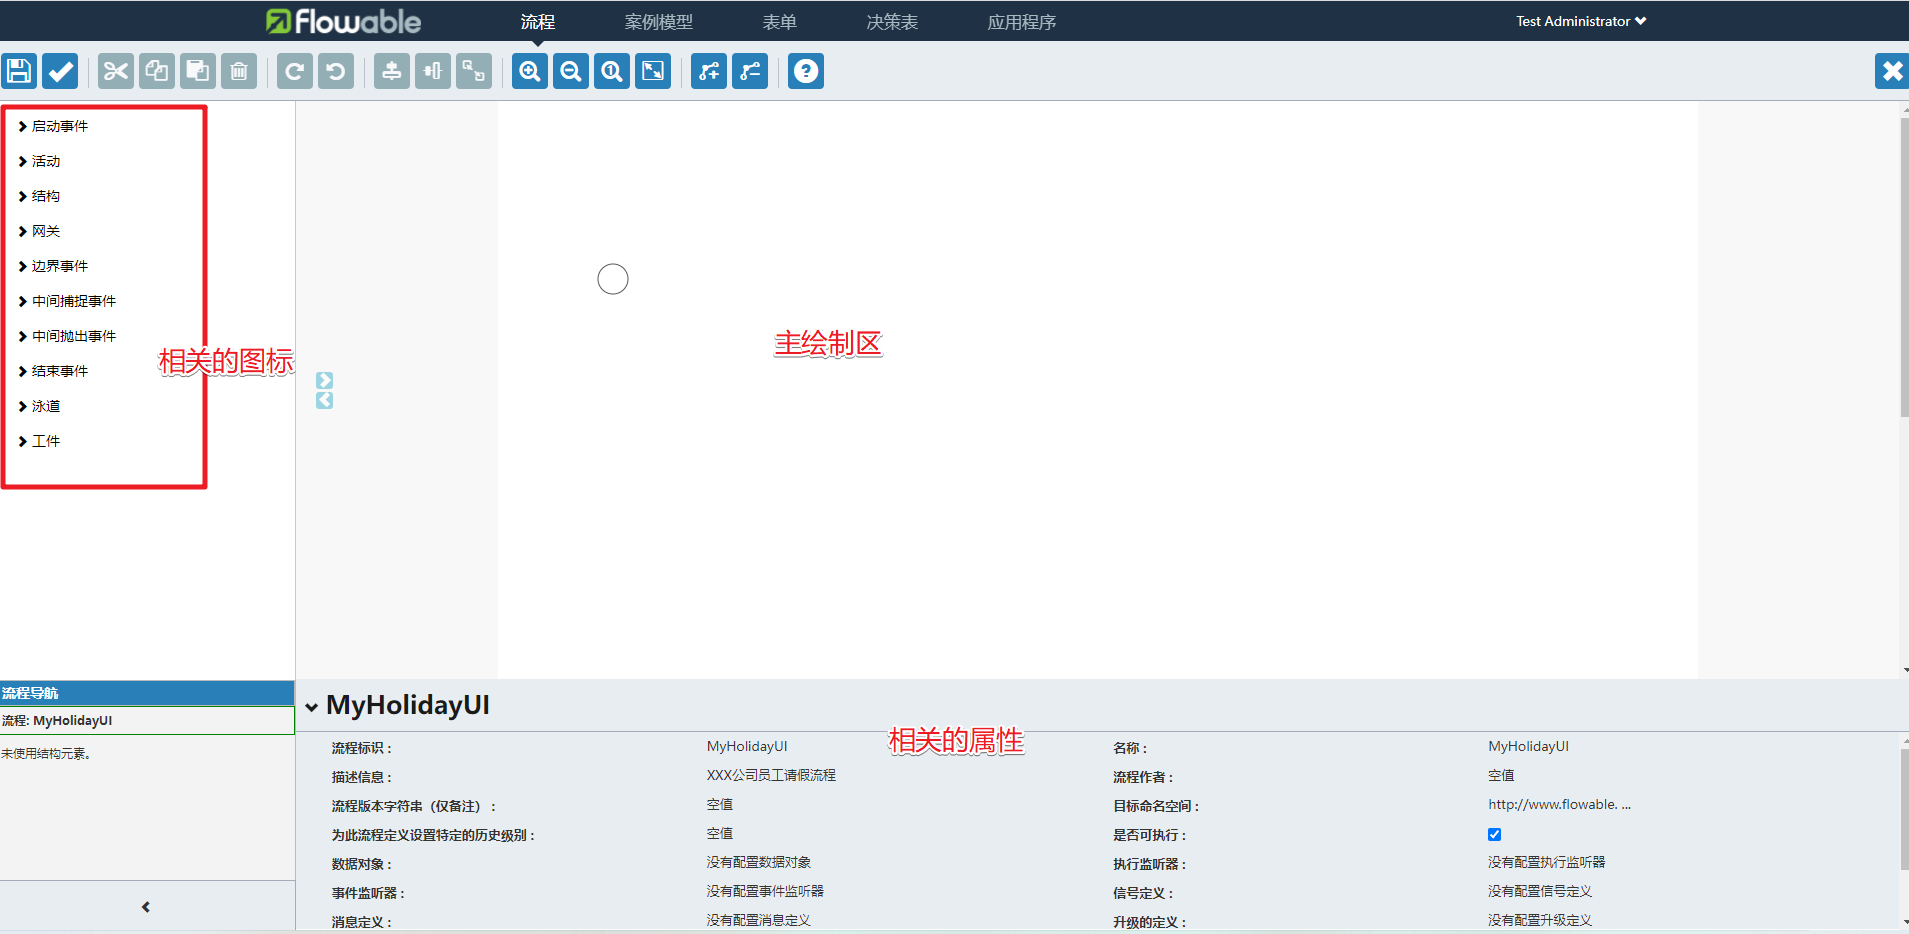 Flowable 流程 案例模型 表单 决策表 应用程序 Test Administrator
启动事件
活动
结构
网关
边界事件
中间捕捉事件
中间抛出事件
结束事件
泳道
工件
相关的图标
主绘制区
流程导航
流程: MyHolidayUI
未使用结构元素。
MyHolidayUI
相关的属性
流程标识 : MyHolidayUI 名称 : MyHolidayUI
描述信息 : XXX公司员工请假流程 流程作者 : 空值
流程版本字符串（仅备注） : 空值 目标命名空间 : http://www.flowable. ...
为此流程定义设置特定的历史级别 : 空值 是否可执行 :
数据对象 : 没有配置数据对象 执行监听器 : 没有配置执行监听器
事件监听器 : 没有配置事件监听器 信号定义 : 没有配置信号定义
消息定义 : 没有配置消息定义 升级的定义 : 没有配置升级定义